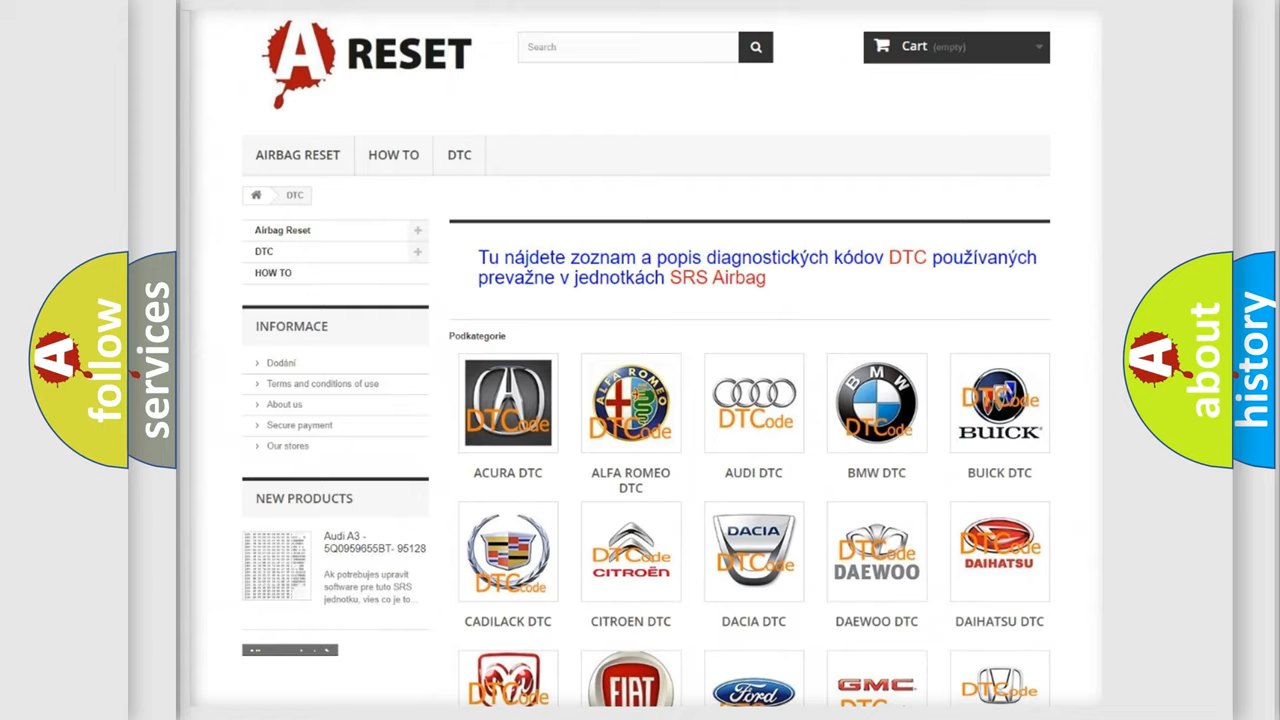 A RESET
Search
Cart (empty)
AIRBAG RESET
HOW TO
DTC
DTC
Airbag Reset
DTC
HOW TO
Tu nájdete zoznam a popis diagnostických kódov DTC používaných
prevažne v jednotkách SRS Airbag
INFORMACE
Dodání
Terms and conditions of use
About us
Secure payment
Our stores
Podkategorie
DTCode
ALFA ROMEO
DTCode
DTCode
BMW
DTCode
DTCode
BUICK
ACURA DTC
ALFA ROMEO
DTC
AUDI DTC
BMW DTC
BUICK DTC
NEW PRODUCTS
Audi A3 -
5Q0959655BT- 95128
Ak potrebujes upravit
software pre tuto SRS
jednotku, vies co je to...
DTCode
DTCode
CITROËN
DACIA
DTCode
DTCode
DAEWOO
DTCode
DAIHATSU
CADILACK DTC
CITROEN DTC
DACIA DTC
DAEWOO DTC
DAIHATSU DTC
DTCode
FIAT
Ford
GMC
DTCode
A
follow
services
A
about
history